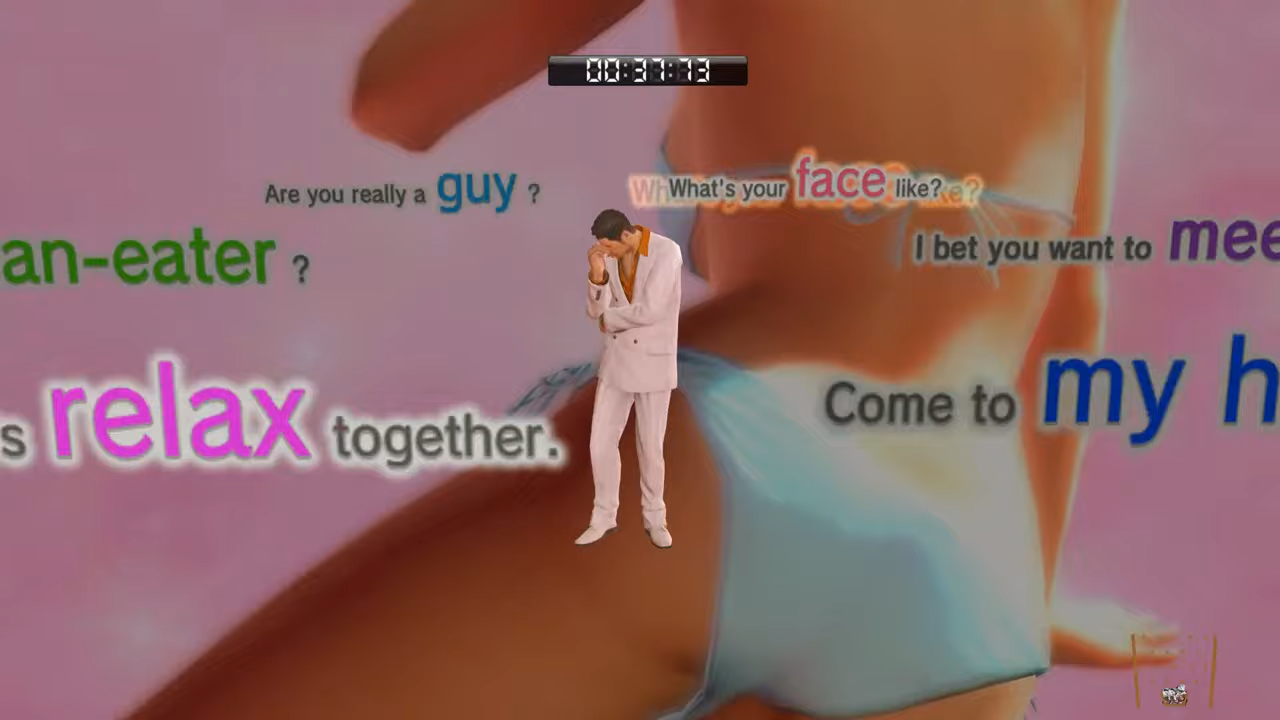 00:37:73
Are you really a guy ?
What's your face like?
an-eater ?
I bet you want to mee
s relax together.
Come to my h